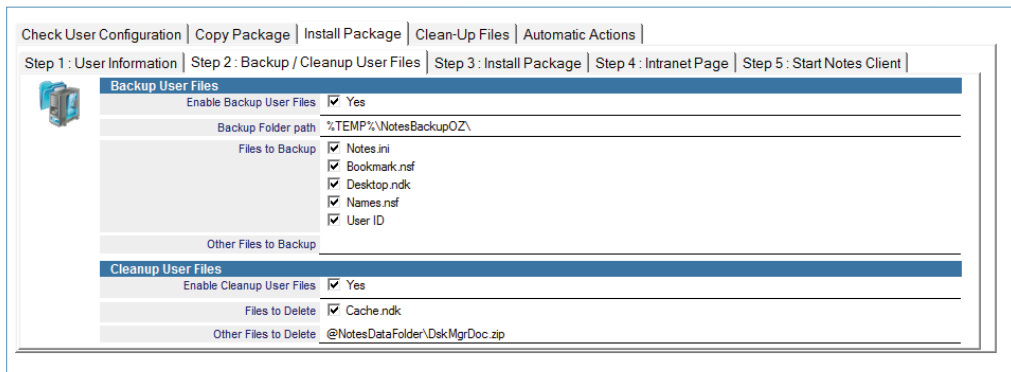 Check User Configuration | Copy Package | Install Package | Clean-Up Files | Automatic Actions |
Step 1 : User Information | Step 2 : Backup / Cleanup User Files | Step 3 : Install Package | Step 4 : Intranet Page | Step 5 : Start Notes Client |
Backup User Files
Enable Backup User Files Yes
Backup Folder path %TEMP%\NotesBackupOZ\
Files to Backup Notes.ini
Bookmark.nsf
Desktop.ndk
Names.nsf
User ID
Other Files to Backup
Cleanup User Files
Enable Cleanup User Files Yes
Files to Delete Cache.ndk
Other Files to Delete @NotesDataFolder\DskMgrDoc.zip